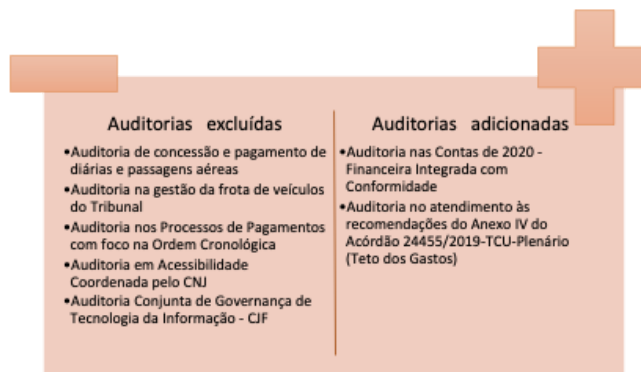 Auditorias excluídas
•Auditoria de concessão e pagamento de
diárias e passagens aéreas
•Auditoria na gestão da frota de veículos
do Tribunal
•Auditoria nos Processos de Pagamentos
com foco na Ordem Cronológica
•Auditoria em Acessibilidade
Coordenada pelo CNJ
•Auditoria Conjunta de Governança de
Tecnologia da Informação - CJF
Auditorias adicionadas
•Auditoria nas Contas de 2020 -
Financeira Integrada com
Conformidade
•Auditoria no atendimento às
recomendações do Anexo IV do
Acórdão 24455/2019-TCU-Plenário
(Teto dos Gastos)